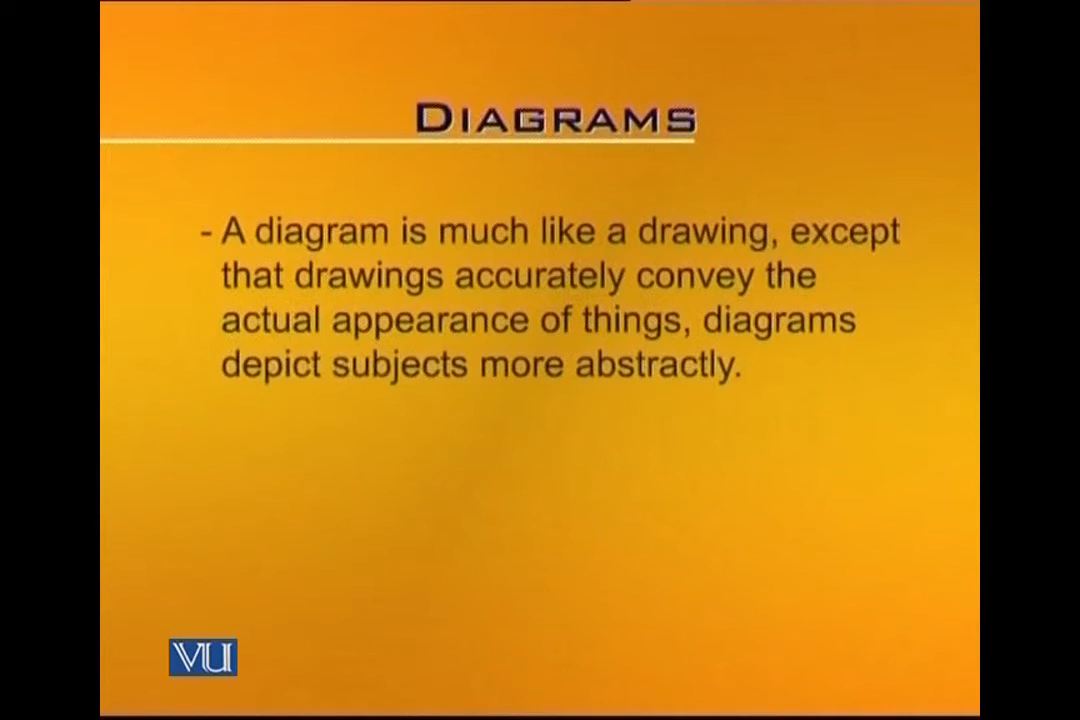 DIAGRAMS
- A diagram is much like a drawing, except
that drawings accurately convey the
actual appearance of things, diagrams
depict subjects more abstractly.
VU